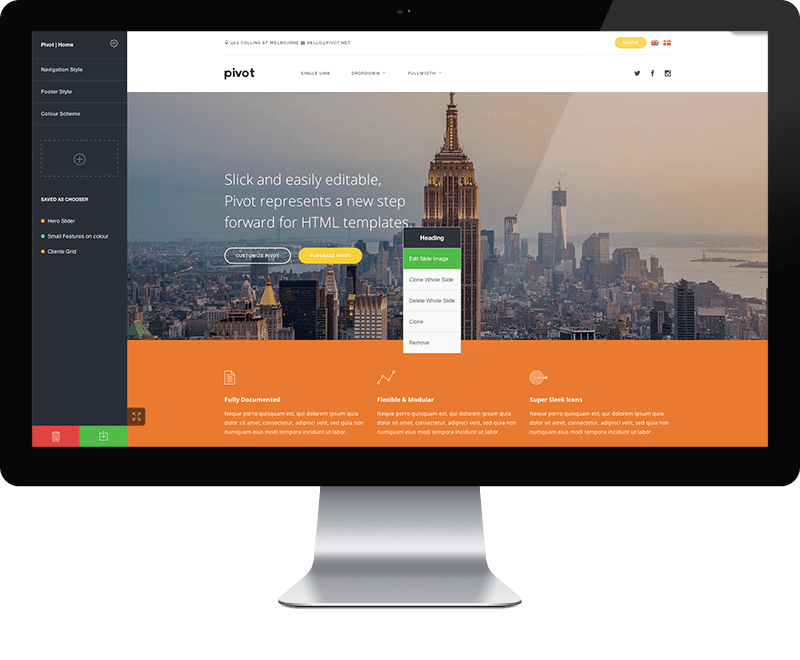 Pivot | Home
Navigation Style
Footer Style
Colour Scheme
SAVED AS CHOOSER
Hero Slider
Small Features on colour
Clients Grid
300 COLLINS ST MELBOURNE HELLO@PIVOT.NET
pivot
SINGLE LINK DROPDOWN FULLWIDTH
Slick and easily editable,
Pivot represents a new step
forward for HTML templates.
CUSTOMIZE PIVOT PURCHASE PIVOT
Heading
Edit Slide Image
Clone Whole Slide
Delete Whole Slide
Clone
Remove
Fully Documented
Neque porro quisquam est, qui dolorem ipsum quia
dolor sit amet, consectetur, adipisci velit, sed quia non
numquam eius modi tempora incidunt ut labor.
Flexible & Modular
Neque porro quisquam est, qui dolorem ipsum quia
dolor sit amet, consectetur, adipisci velit, sed quia non
numquam eius modi tempora incidunt ut labor.
Super Sleek Icons
Neque porro quisquam est, qui dolorem ipsum quia
dolor sit amet, consectetur, adipisci velit, sed quia non
numquam eius modi tempora incidunt ut labor.